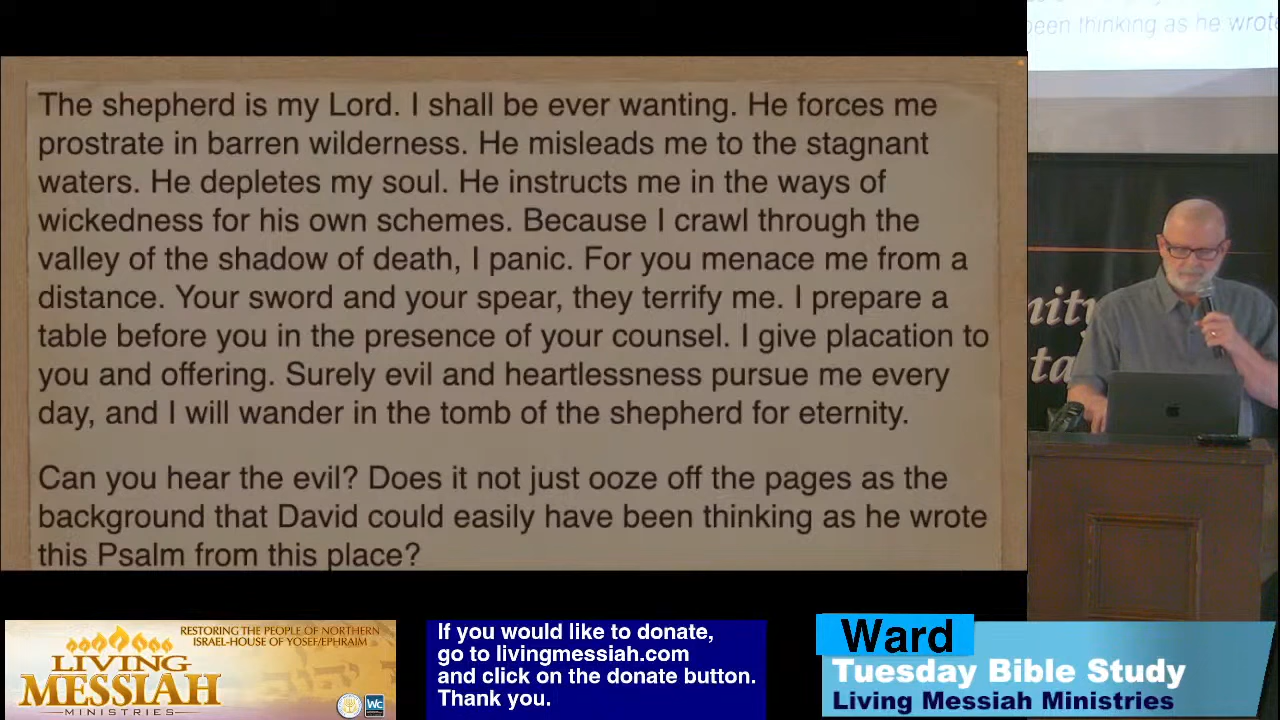 The shepherd is my Lord. I shall be ever wanting. He forces me
prostrate in barren wilderness. He misleads me to the stagnant
waters. He depletes my soul. He instructs me in the ways of
wickedness for his own schemes. Because I crawl through the
valley of the shadow of death, I panic. For you menace me from a
distance. Your sword and your spear, they terrify me. I prepare a
table before you in the presence of your counsel. I give placation to
you and offering. Surely evil and heartlessness pursue me every
day, and I will wander in the tomb of the shepherd for eternity.
Can you hear the evil? Does it not just ooze off the pages as the
background that David could easily have been thinking as he wrote
this Psalm from this place?
been thinking as he wrote
nity
ta
RESTORING THE PEOPLE OF NORTHERN
ISRAEL-HOUSE OF YOSEF/EPHRAIM
LIVING
MESSIAH
MINISTRIES
Wc
If you would like to donate,
go to livingmessiah.com
and click on the donate button.
Thank you.
Ward
Tuesday Bible Study
Living Messiah Ministries